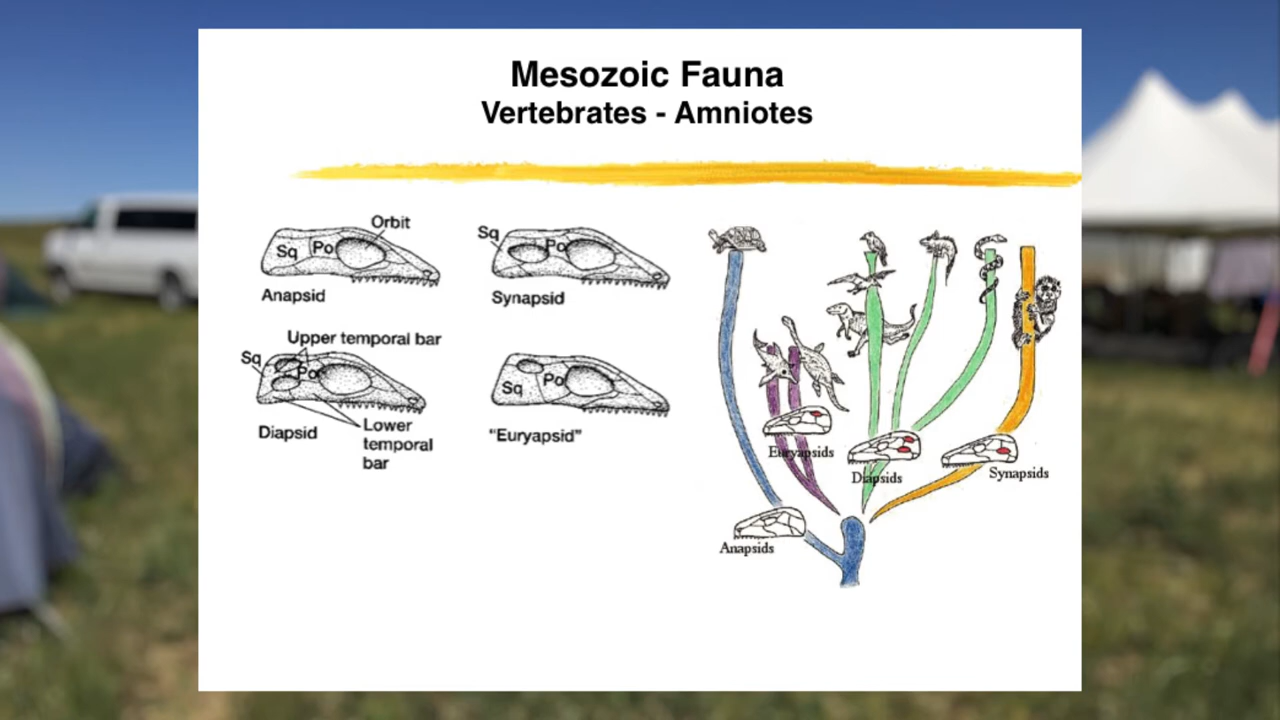 Mesozoic Fauna
Vertebrates - Amniotes
Orbit
Sq
Po
Anapsid
Sq
Po
Synapsid
Upper temporal bar
Sq
Po
Diapsid
Lower
temporal
bar
Sq
Po
"Euryapsid"
Euryapsids
Diapsids
Synapsids
Anapsids